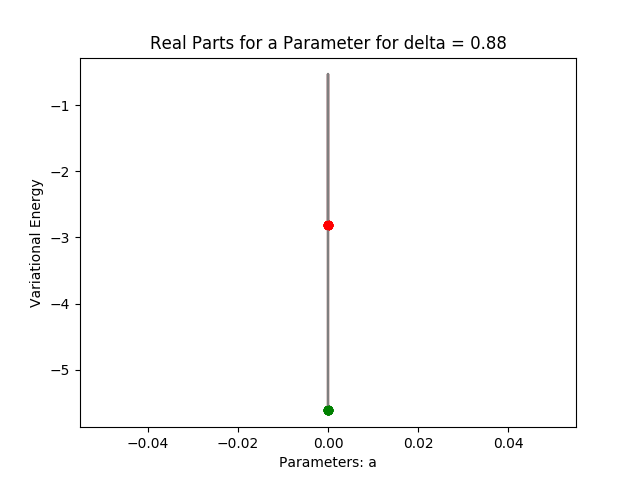 Real Parts for a Parameter for delta = 0.88
Variational Energy
−1
−2
−3
−4
−5
−0.04 −0.02 0.00 0.02 0.04
Parameters: a